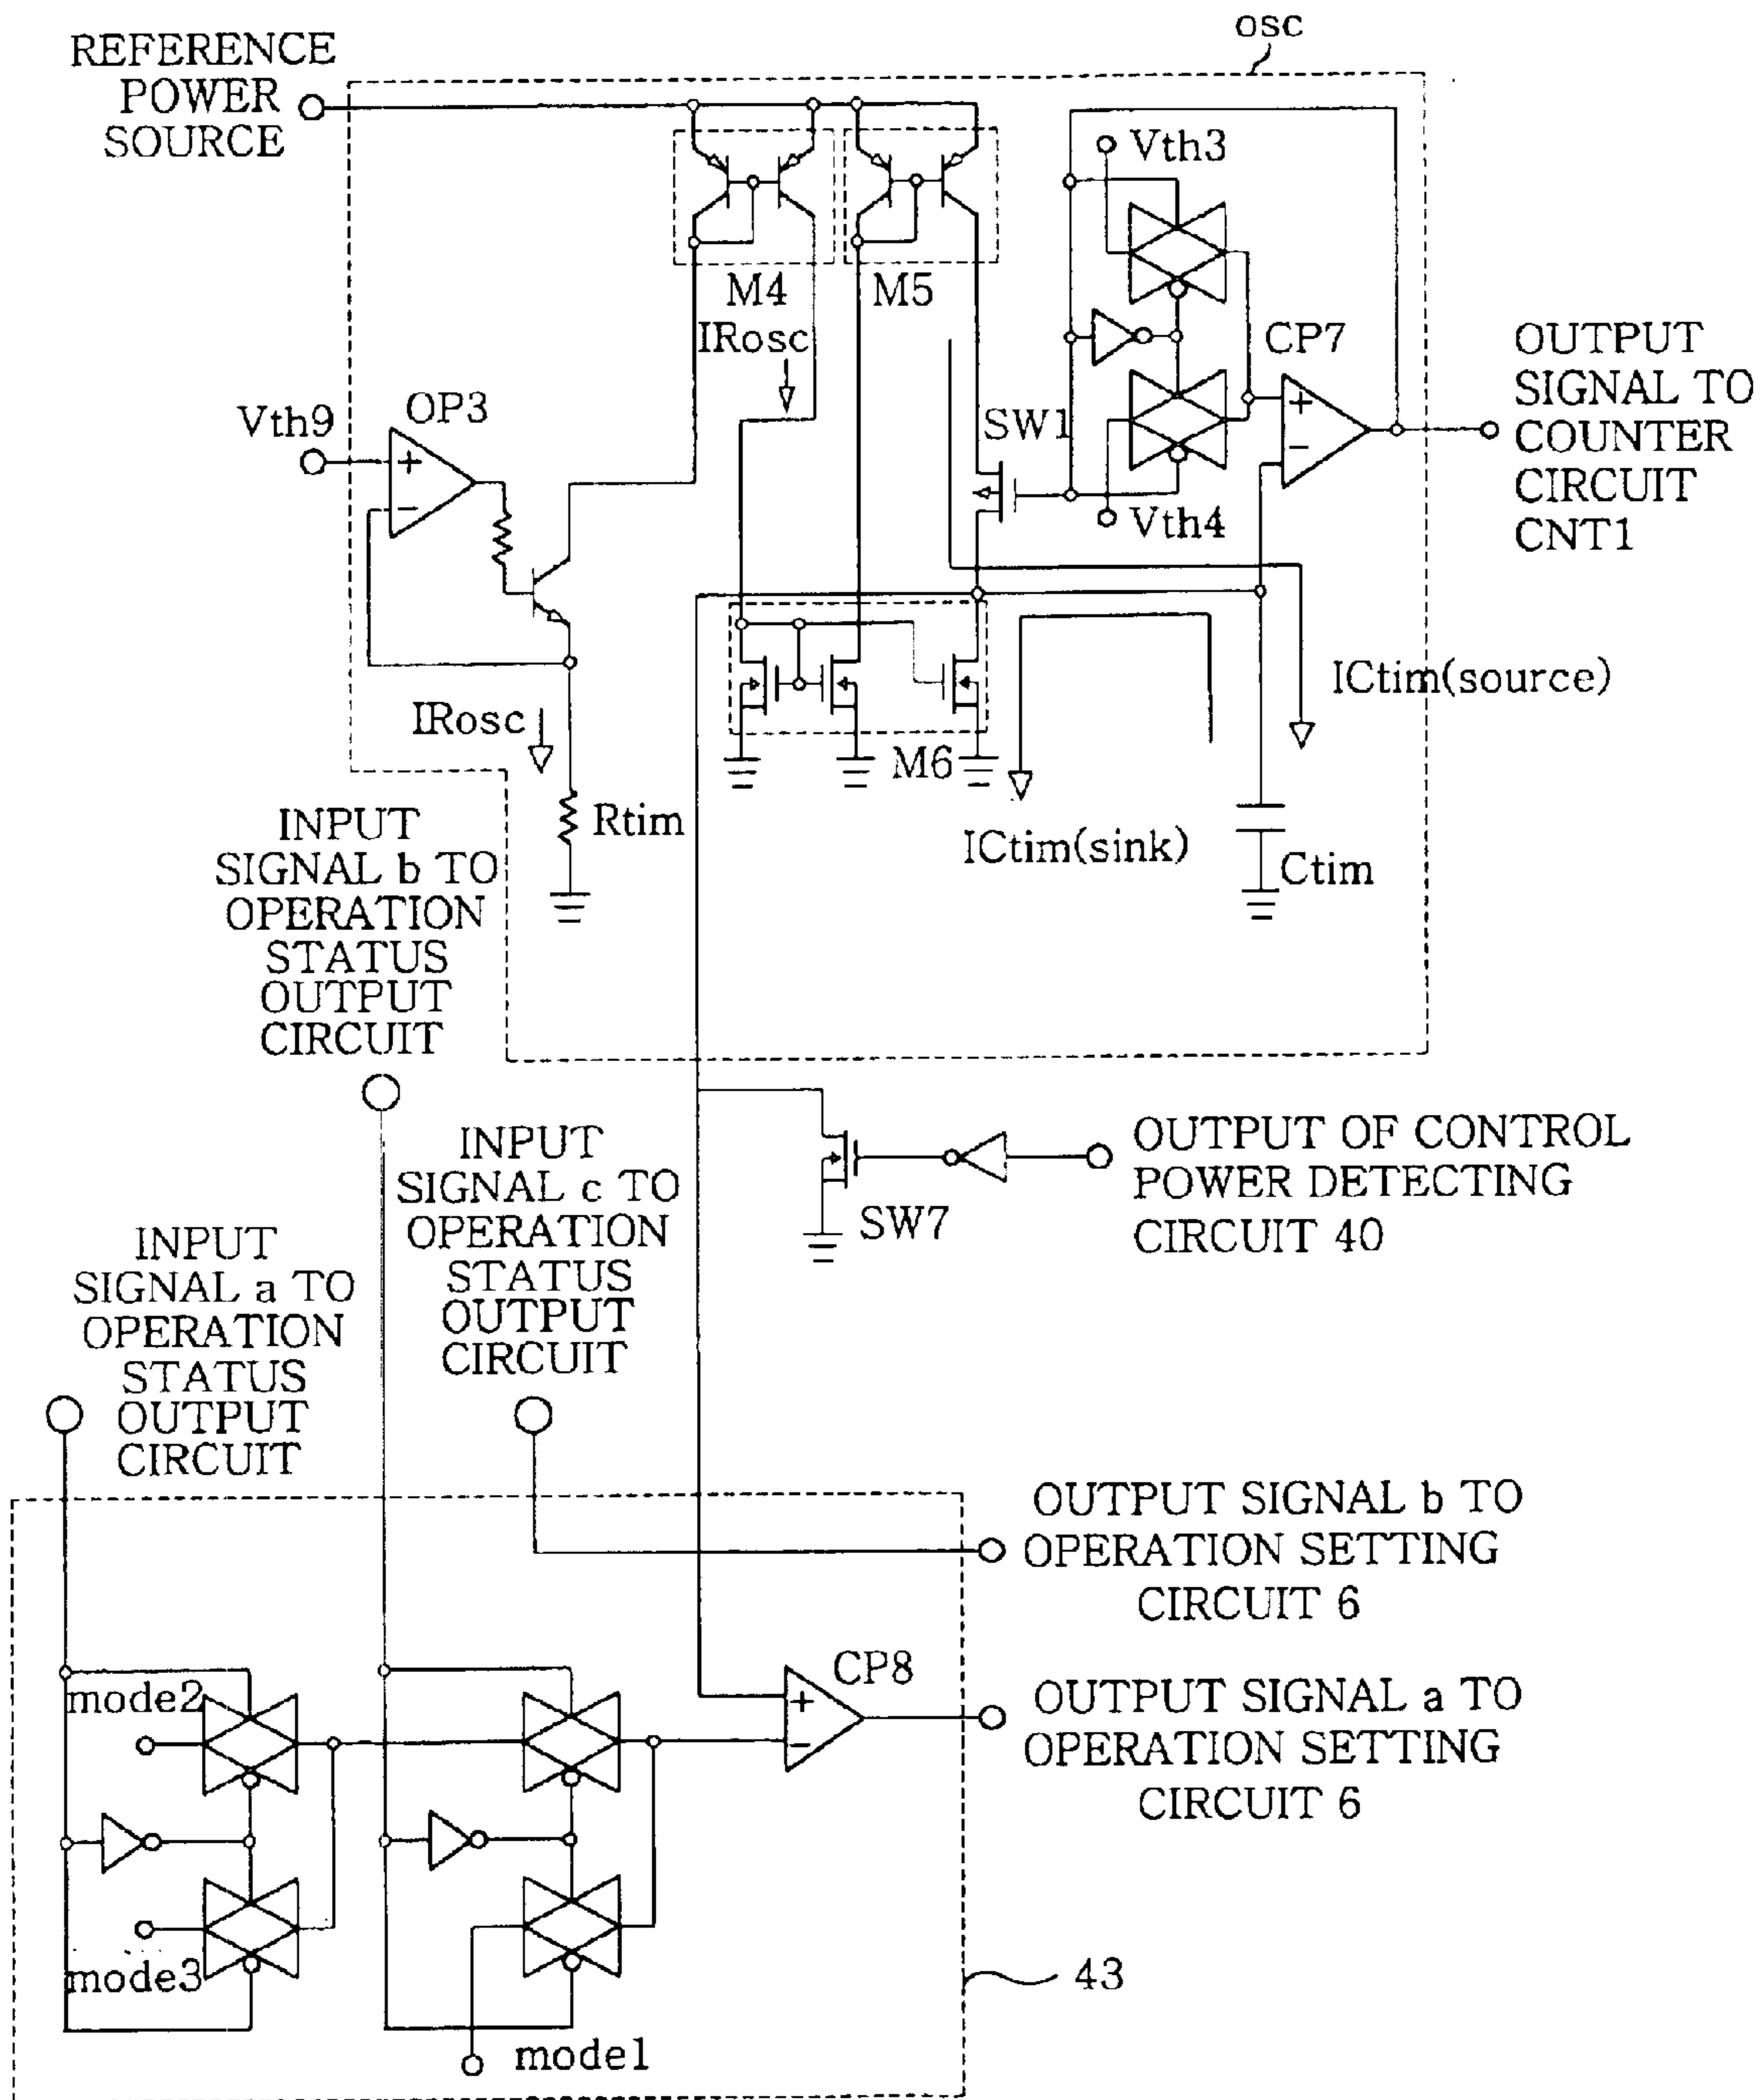 osc
REFERENCE
POWER
SOURCE
Vth3
M4
M5
IRosc
CP7
OUTPUT
SIGNAL TO
COUNTER
CIRCUIT
CNT1
OP3
Vth9
SW1
Vth4
ICtim(source)
IRosc
M6
Rtim
ICtim(sink)
Ctim
INPUT
SIGNAL b TO
OPERATION
STATUS
OUTPUT
CIRCUIT
INPUT
SIGNAL c TO
OPERATION
STATUS
OUTPUT
CIRCUIT
OUTPUT OF CONTROL
POWER DETECTING
CIRCUIT 40
SW7
INPUT
SIGNAL a TO
OPERATION
STATUS
OUTPUT
CIRCUIT
OUTPUT SIGNAL b TO
OPERATION SETTING
CIRCUIT 6
CP8
mode2
OUTPUT SIGNAL a TO
OPERATION SETTING
CIRCUIT 6
mode3
43
mode1